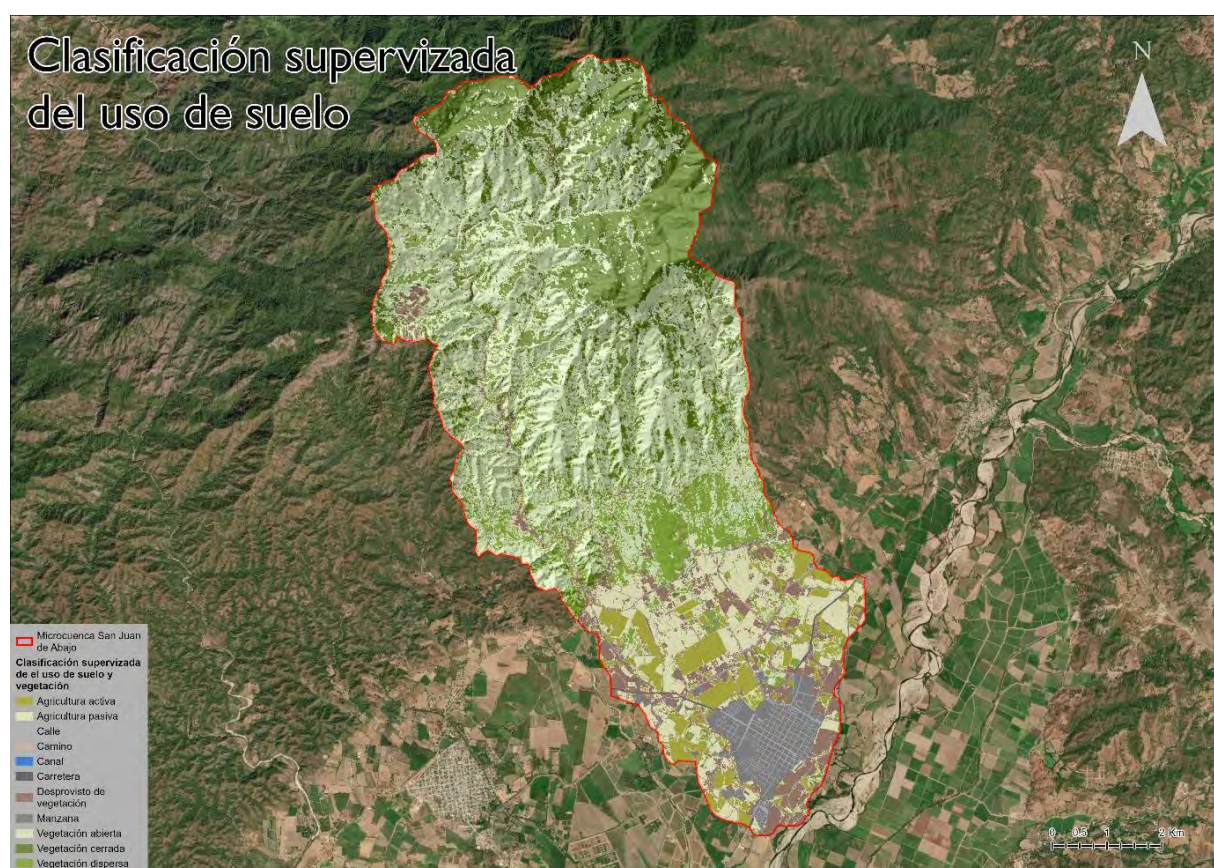 Clasificación supervizada
del uso de suelo
N
Microcuenca San Juan
de Abajo
Clasificación supervizada
de el uso de suelo y
vegetación
Agricultura activa
Agricultura pasiva
Calle
Camino
Canal
Carretera
Desprovisto de
vegetación
Manzana
Vegetación abierta
Vegetación cerrada
Vegetación dispersa
0 0.5 1 2 Km